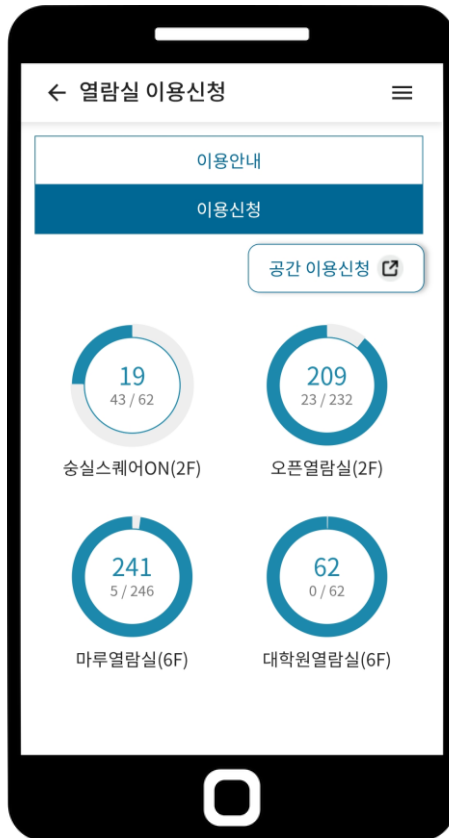 ← 열람실 이용신청
이용안내
이용신청
공간 이용신청
19
43 / 62
숭실스퀘어ON(2F)
209
23 / 232
오픈열람실(2F)
241
5 / 246
마루열람실(6F)
62
0 / 62
대학원열람실(6F)